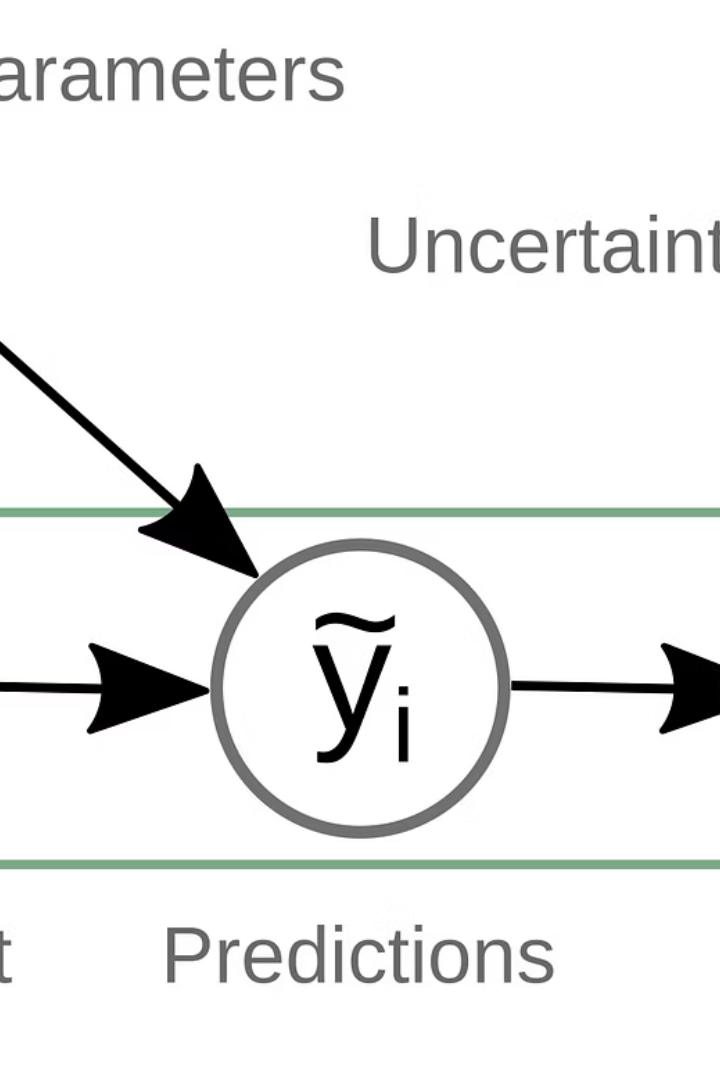 arameters
Uncertaint
ỹi
t
Predictions